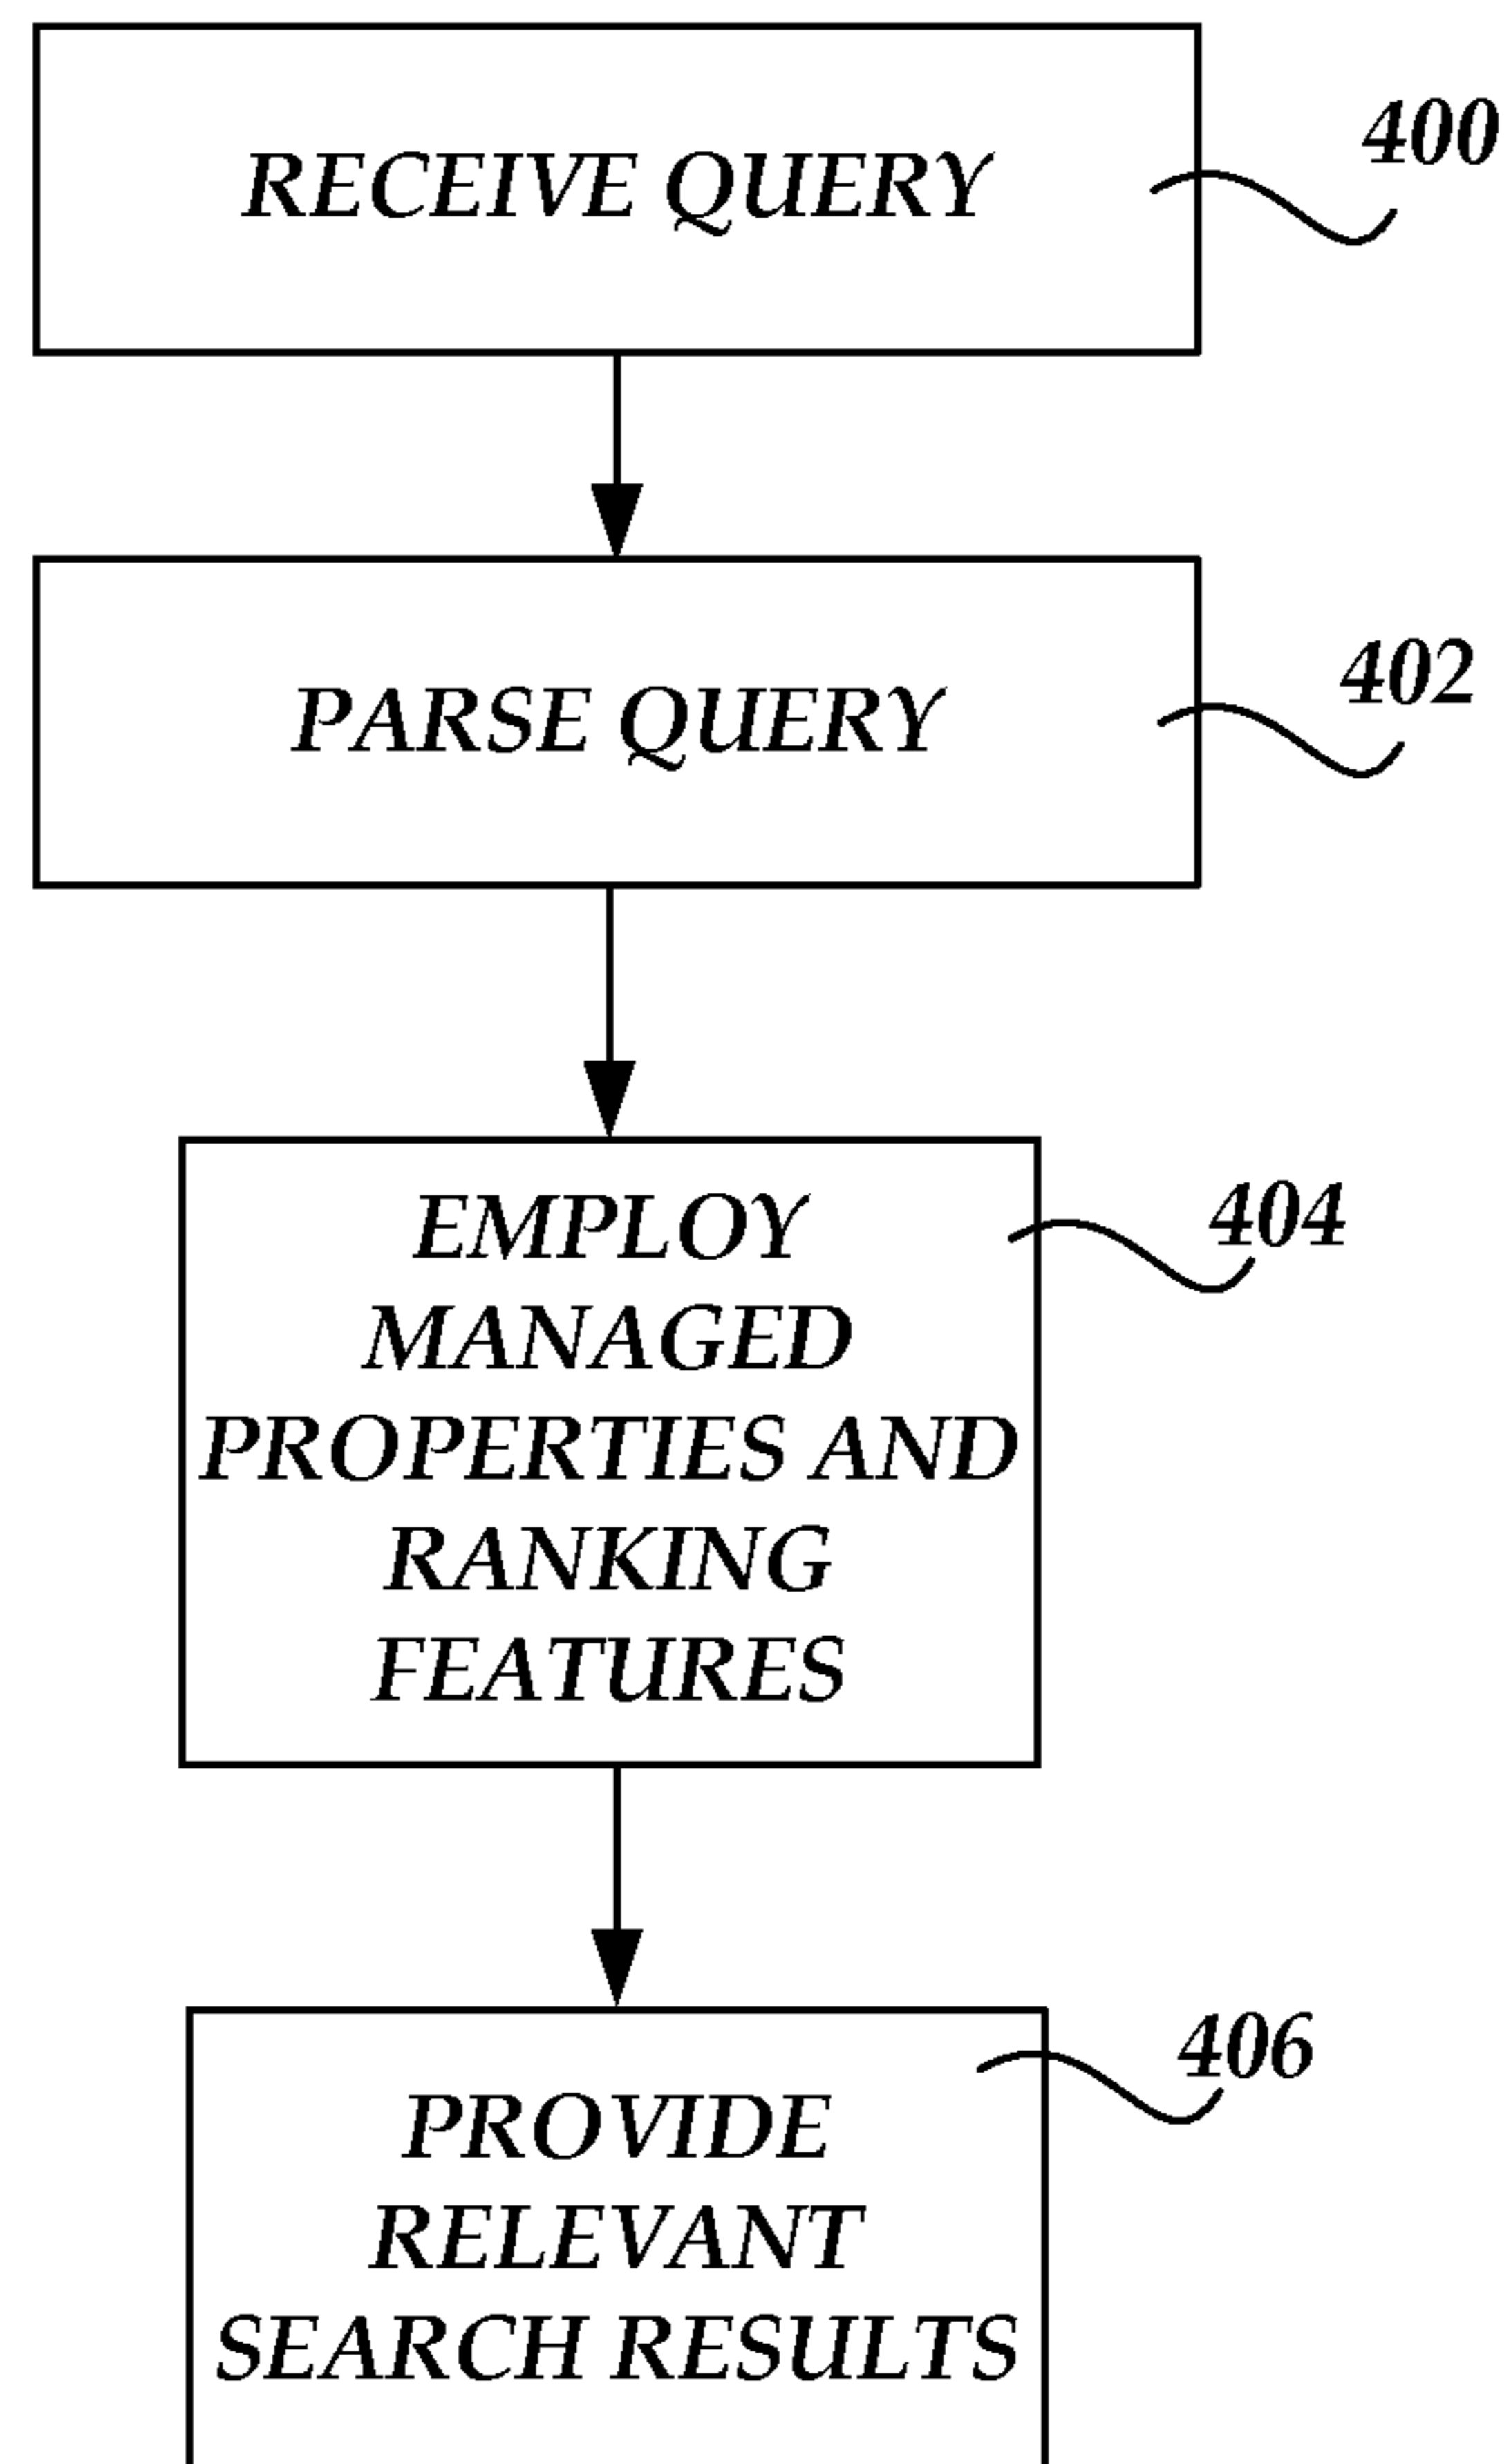 RECEIVE QUERY
400
PARSE QUERY
402
EMPLOY
MANAGED
PROPERTIES AND
RANKING
FEATURES
404
PROVIDE
RELEVANT
SEARCH RESULTS
406